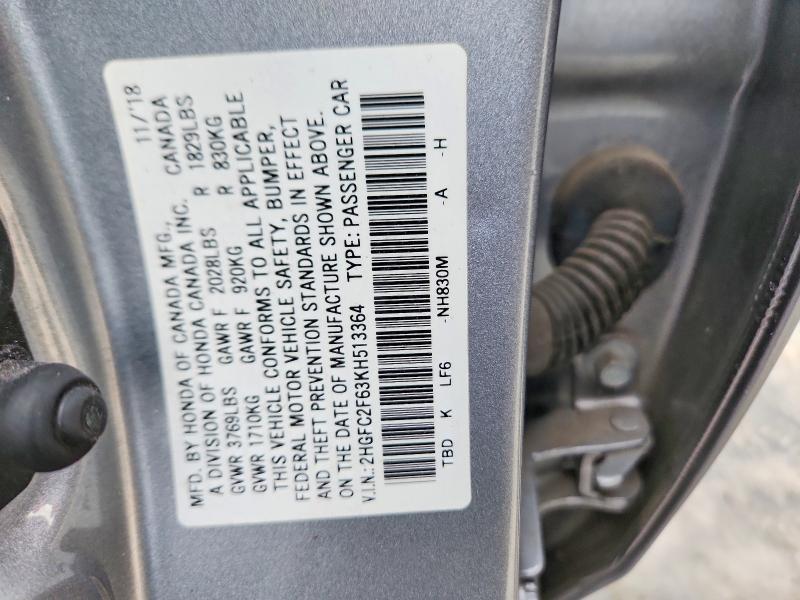 11/'18
MFD. BY HONDA OF CANADA MFG.,
A DIVISION OF HONDA CANADA INC. CANADA
GVWR 3769LBS GAWR F 2028LBS R 1829LBS
GVWR 1710KG GAWR F 920KG R 830KG
THIS VEHICLE CONFORMS TO ALL APPLICABLE
FEDERAL MOTOR VEHICLE SAFETY, BUMPER,
AND THEFT PREVENTION STANDARDS IN EFFECT
ON THE DATE OF MANUFACTURE SHOWN ABOVE.
V.I.N.: 2HGFC2F63KH513364 TYPE: PASSENGER CAR
TBD K LF6 -NH830M -A -H